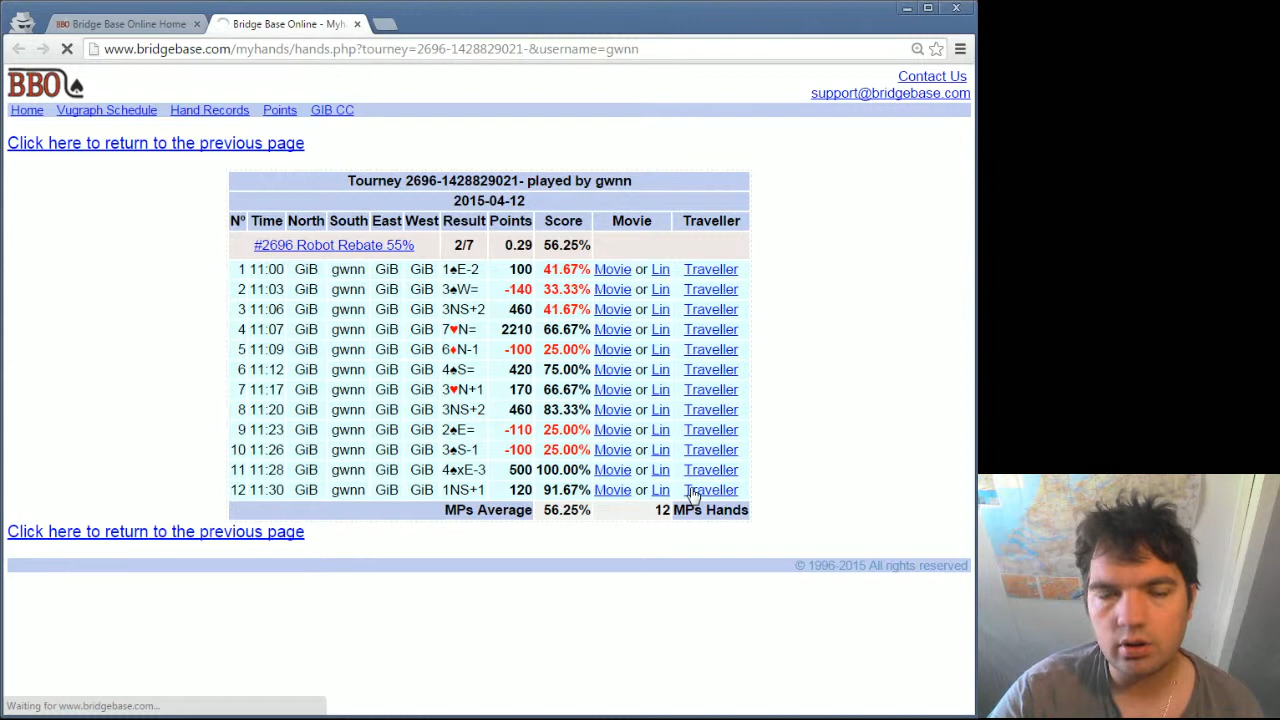 BBO Bridge Base Online Home × Bridge Base Online - Myh ×
www.bridgebase.com/myhands/hands.php?tourney=2696-1428829021-&username=gwnn
BBO
Contact Us
support@bridgebase.com
Home Vugraph Schedule Hand Records Points GIB CC
Click here to return to the previous page
Tourney 2696-1428829021- played by gwnn
2015-04-12
Nº Time North South East West Result Points Score Movie Traveller
#2696 Robot Rebate 55% 2/7 0.29 56.25%
1 11:00 GiB gwnn GiB GiB 1♠E-2 100 41.67% Movie or Lin Traveller
2 11:03 GiB gwnn GiB GiB 3♠W= -140 33.33% Movie or Lin Traveller
3 11:06 GiB gwnn GiB GiB 3NS+2 460 41.67% Movie or Lin Traveller
4 11:07 GiB gwnn GiB GiB 7♥N= 2210 66.67% Movie or Lin Traveller
5 11:09 GiB gwnn GiB GiB 6♦N-1 -100 25.00% Movie or Lin Traveller
6 11:12 GiB gwnn GiB GiB 4♠S= 420 75.00% Movie or Lin Traveller
7 11:17 GiB gwnn GiB GiB 3♥N+1 170 66.67% Movie or Lin Traveller
8 11:20 GiB gwnn GiB GiB 3NS+2 460 83.33% Movie or Lin Traveller
9 11:23 GiB gwnn GiB GiB 2♠E= -110 25.00% Movie or Lin Traveller
10 11:26 GiB gwnn GiB GiB 3♠S-1 -100 25.00% Movie or Lin Traveller
11 11:28 GiB gwnn GiB GiB 4♠xE-3 500 100.00% Movie or Lin Traveller
12 11:30 GiB gwnn GiB GiB 1NS+1 120 91.67% Movie or Lin Traveller
MPs Average 56.25% 12 MPs Hands
Click here to return to the previous page
© 1996-2015 All rights reserved
Waiting for www.bridgebase.com...